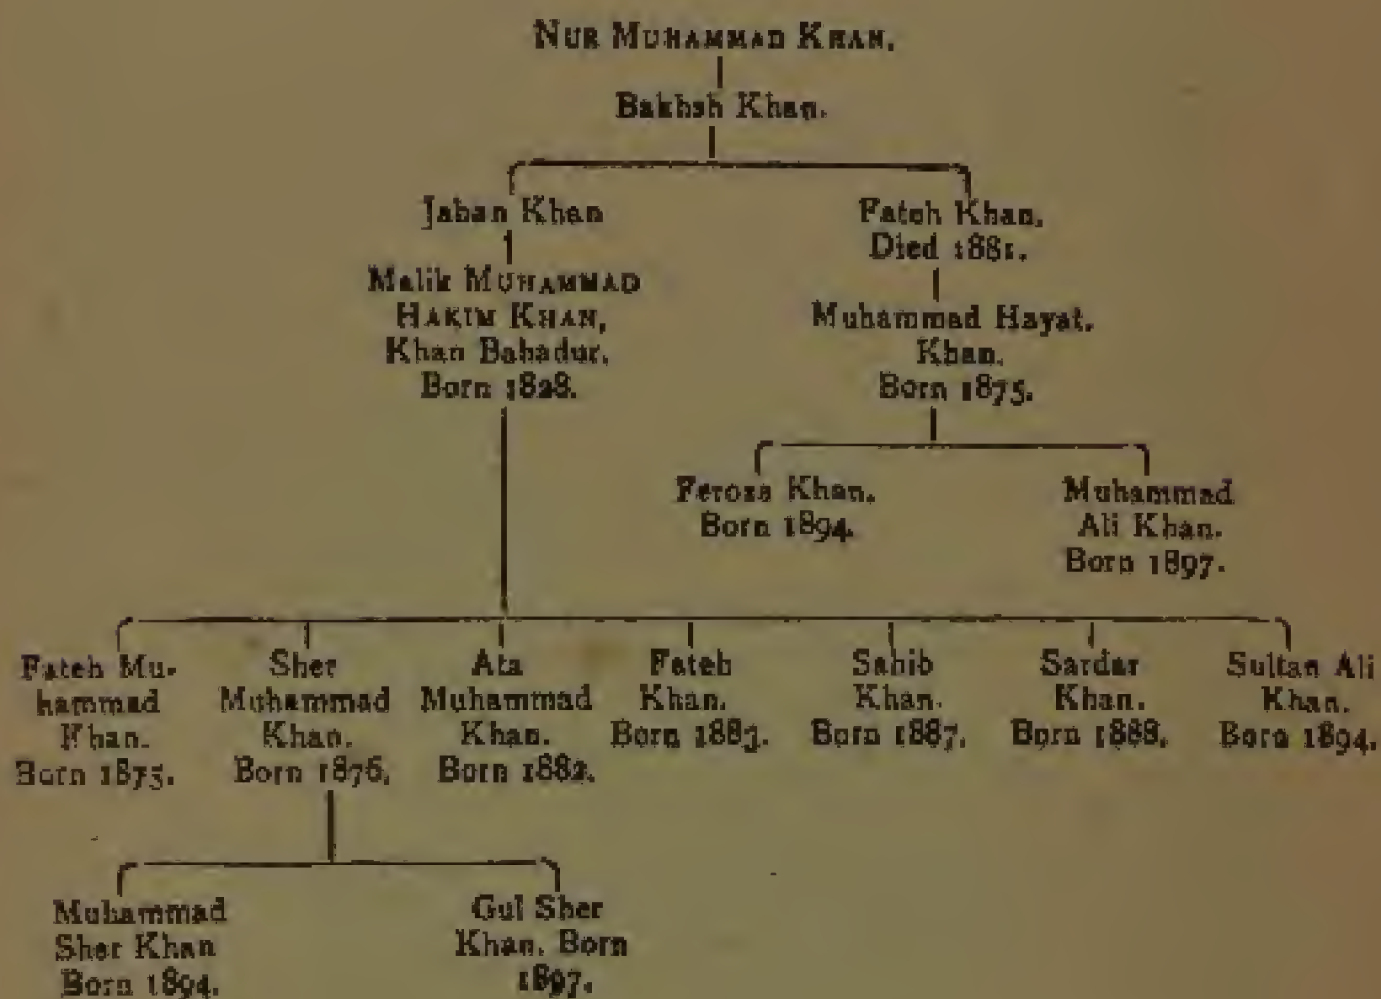 NUR MUHAMMAD KHAN.
Bakhsh Khan.
Jahan Khan
Fateh Khan.
Died 1881.
Malik MUHAMMAD
HAKIM KHAN,
Khan Bahadur.
Born 1828.
Muhammad Hayat.
Khan.
Born 1875.
Feroza Khan.
Born 1894.
Muhammad
Ali Khan.
Born 1897.
Fateh Mu-
hammad
Khan.
Born 1875.
Sher
Muhammad
Khan.
Born 1876.
Ata
Muhammad
Khan.
Born 1882.
Fateh
Khan.
Born 1883.
Sahib
Khan.
Born 1887.
Sardar
Khan.
Born 1888.
Sultan Ali
Khan.
Born 1894.
Muhammad
Sher Khan
Born 1894.
Gul Sher
Khan. Born
1897.